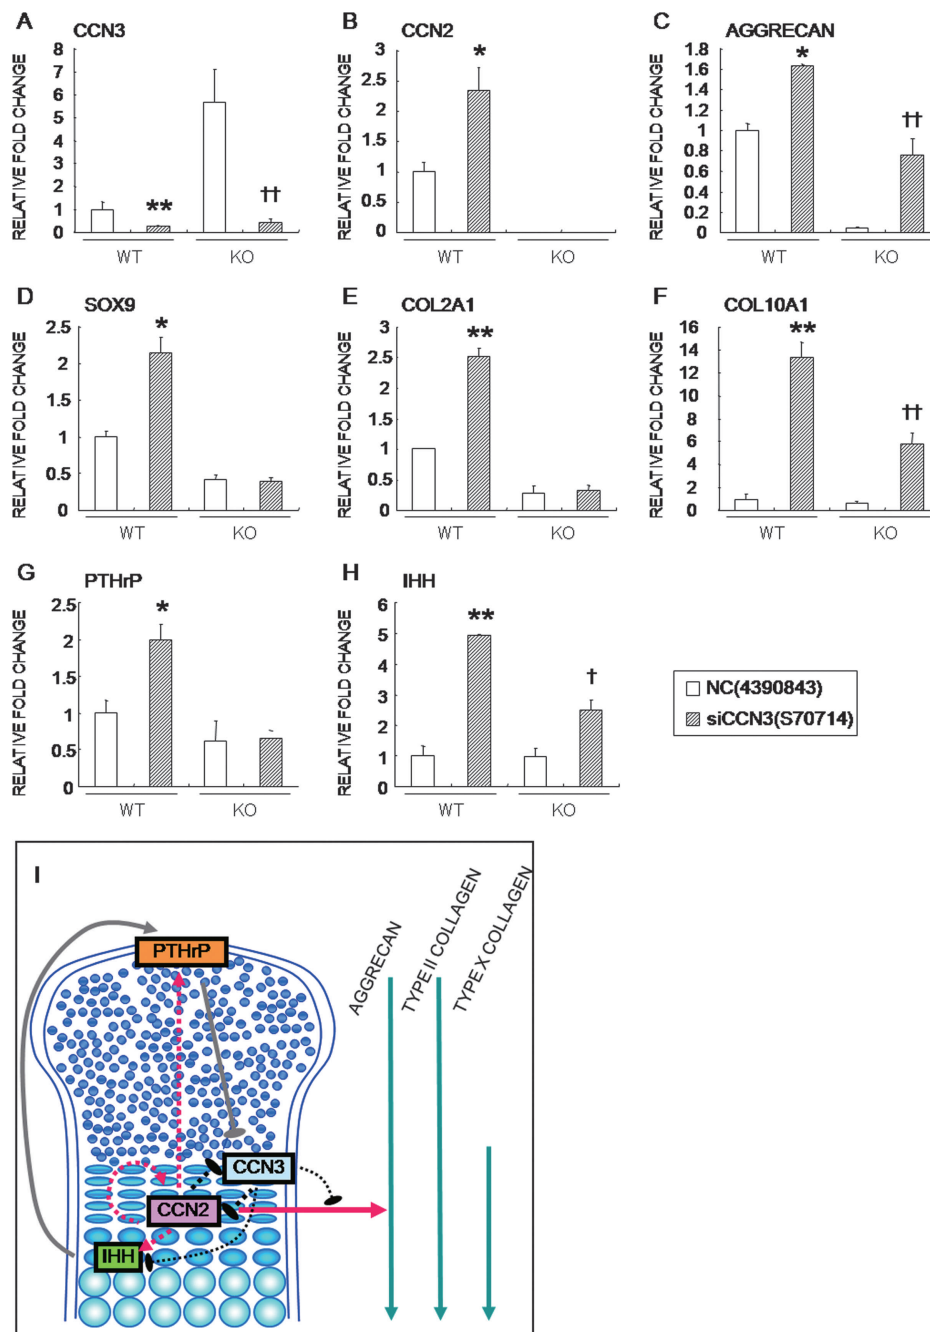 A
CCN3
RELATIVE FOLD CHANGE
8
7
6
5
4
3
2
1
0
**
††
WT
KO
B
CCN2
RELATIVE FOLD CHANGE
3
2.5
2
1.5
1
0.5
0
*
WT
KO
C
AGGRECAN
RELATIVE FOLD CHANGE
1.8
1.6
1.4
1.2
1
0.8
0.6
0.4
0.2
0
*
††
WT
KO
D
SOX9
RELATIVE FOLD CHANGE
2.5
2
1.5
1
0.5
0
*
WT
KO
E
COL2A1
RELATIVE FOLD CHANGE
3
2.5
2
1.5
1
0.5
0
**
WT
KO
F
COL10A1
RELATIVE FOLD CHANGE
16
14
12
10
8
6
4
2
0
**
††
WT
KO
G
PTHrP
RELATIVE FOLD CHANGE
2.5
2
1.5
1
0.5
0
*
WT
KO
H
IHH
RELATIVE FOLD CHANGE
6
5
4
3
2
1
0
**
†
WT
KO
NC(4390843)
siCCN3(S70714)
I
PTHrP
CCN3
CCN2
IHH
AGGRECAN
TYPE II COLLAGEN
TYPE X COLLAGEN